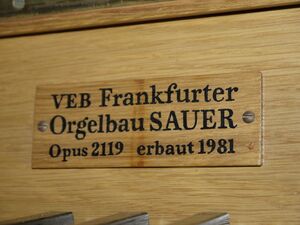 VEB Frankfurter
Orgelbau SAUER
Opus 2119 erbaut 1981